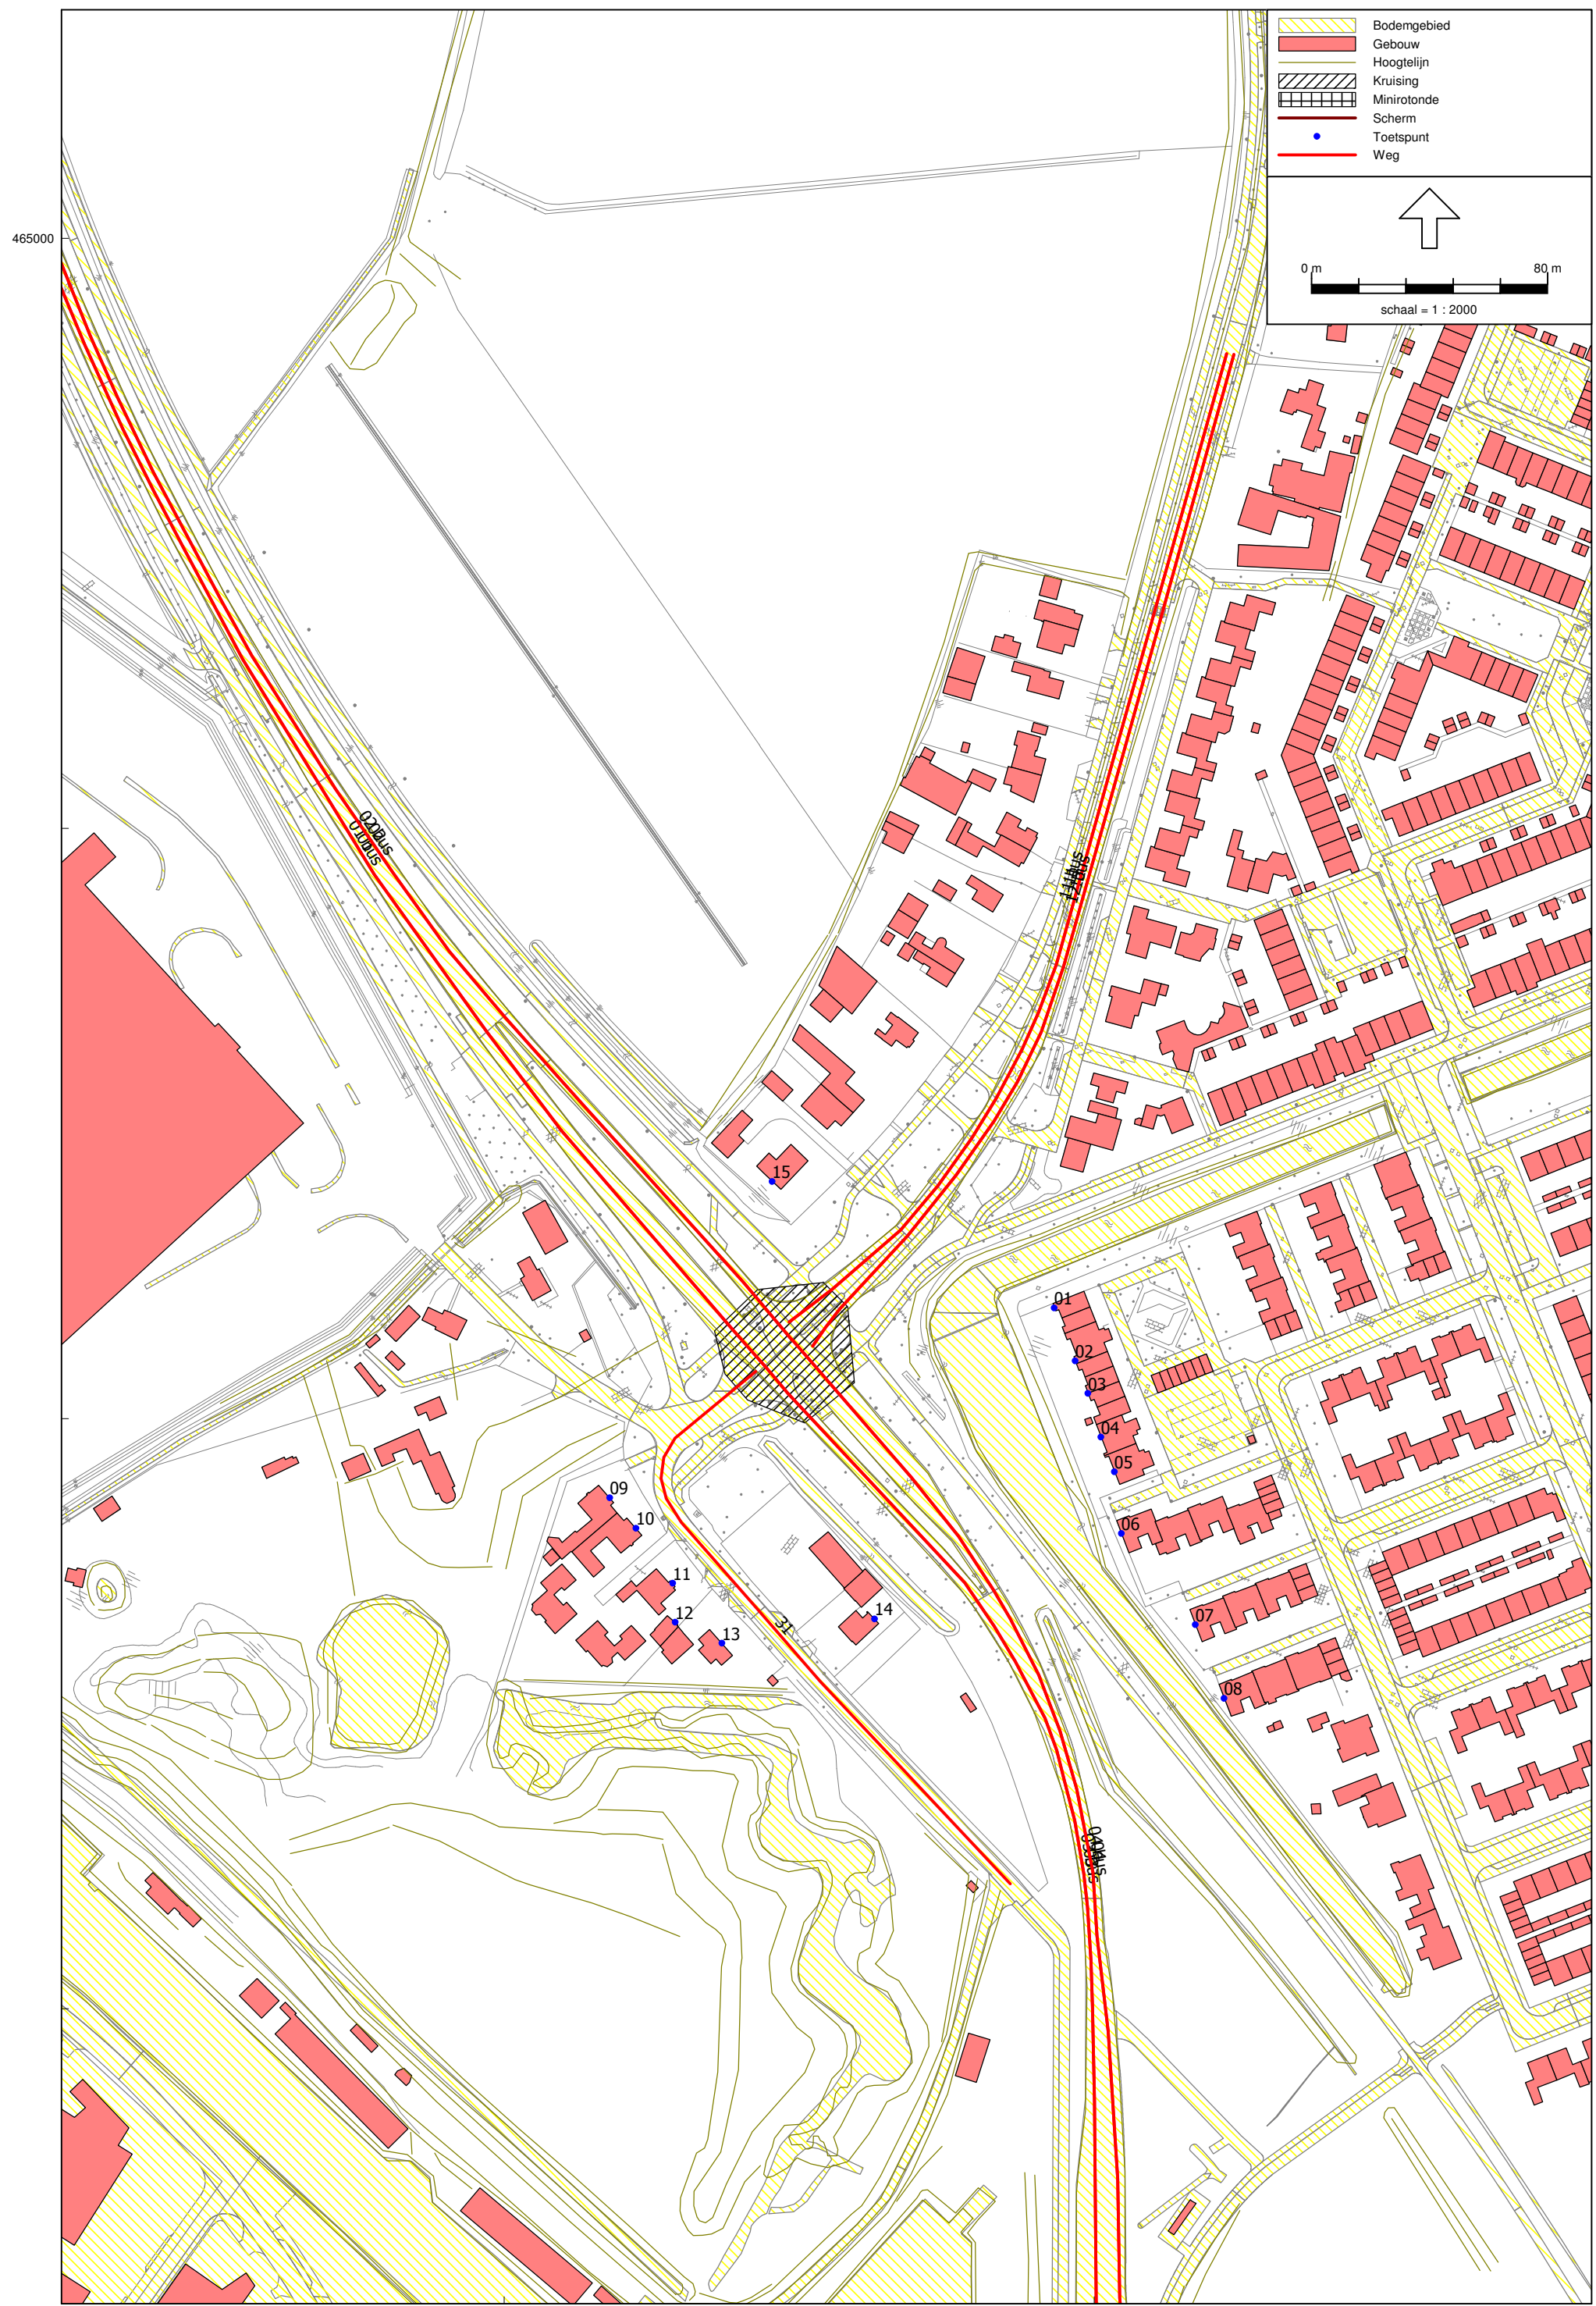 Bodemgebied
Gebouw
Hoogtelijn
Kruising
Minirotonde
Scherm
Toetspunt
Weg
465000
0 m 80 m
schaal = 1 : 2000
15
01
02
03
04
05
06
07
08
09
10
11
12
13
14
31